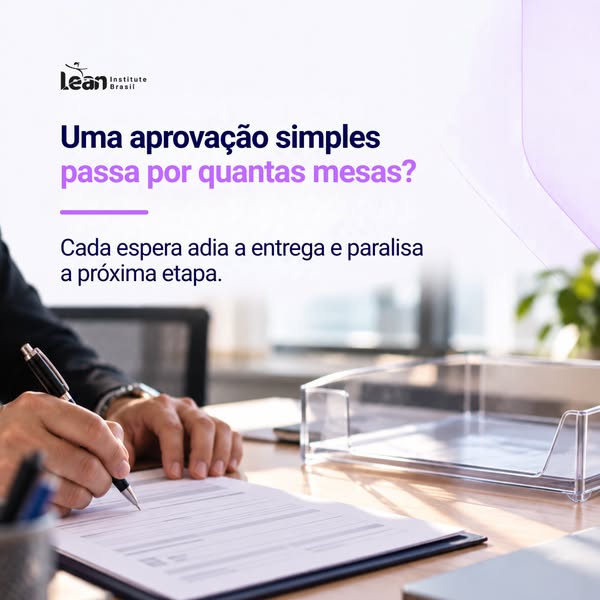 Lean Institute
Brasil
Uma aprovação simples
passa por quantas mesas?
Cada espera adia a entrega e paralisa
a próxima etapa.